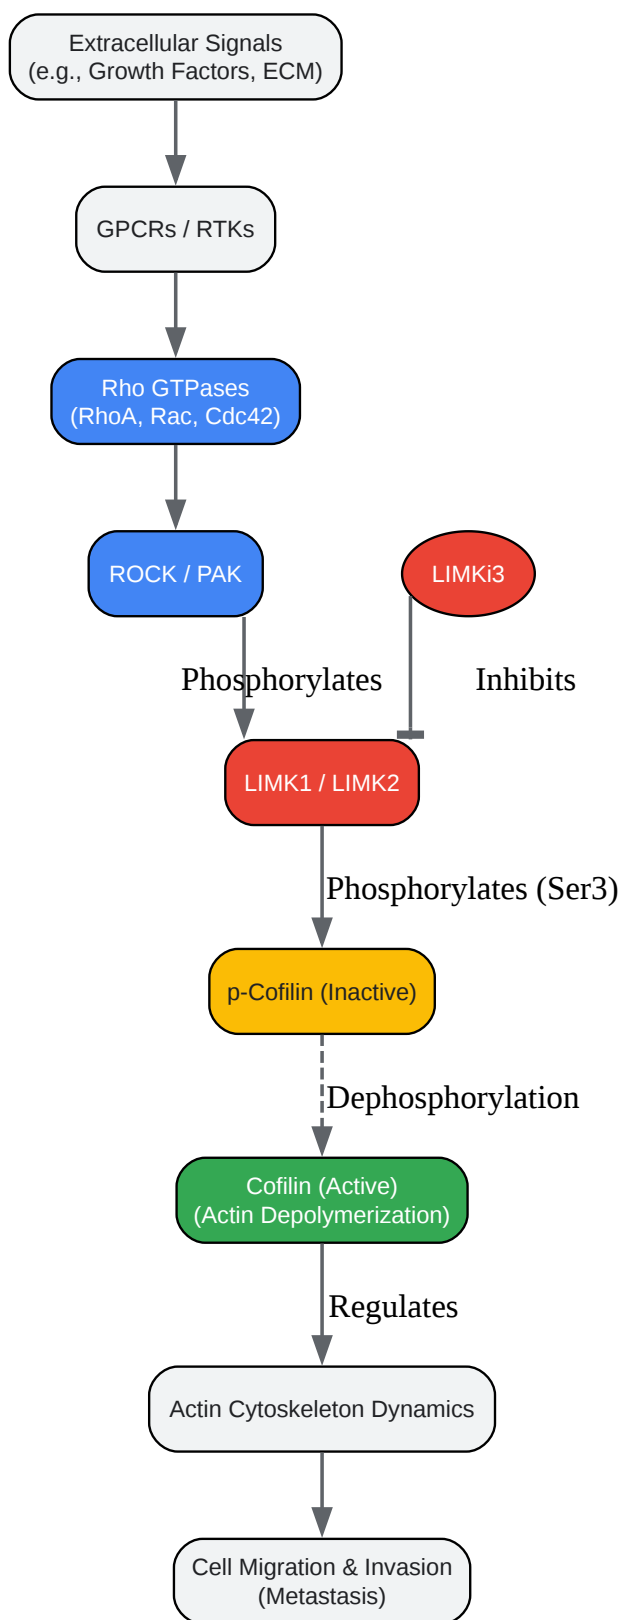 Extracellular Signals
(e.g., Growth Factors, ECM)
GPCRs / RTKs
Rho GTPases
(RhoA, Rac, Cdc42)
ROCK / PAK
LIMKi3
Phosphorylates
Inhibits
LIMK1 / LIMK2
Phosphorylates (Ser3)
p-Cofilin (Inactive)
Dephosphorylation
Cofilin (Active)
(Actin Depolymerization)
Regulates
Actin Cytoskeleton Dynamics
Cell Migration & Invasion
(Metastasis)